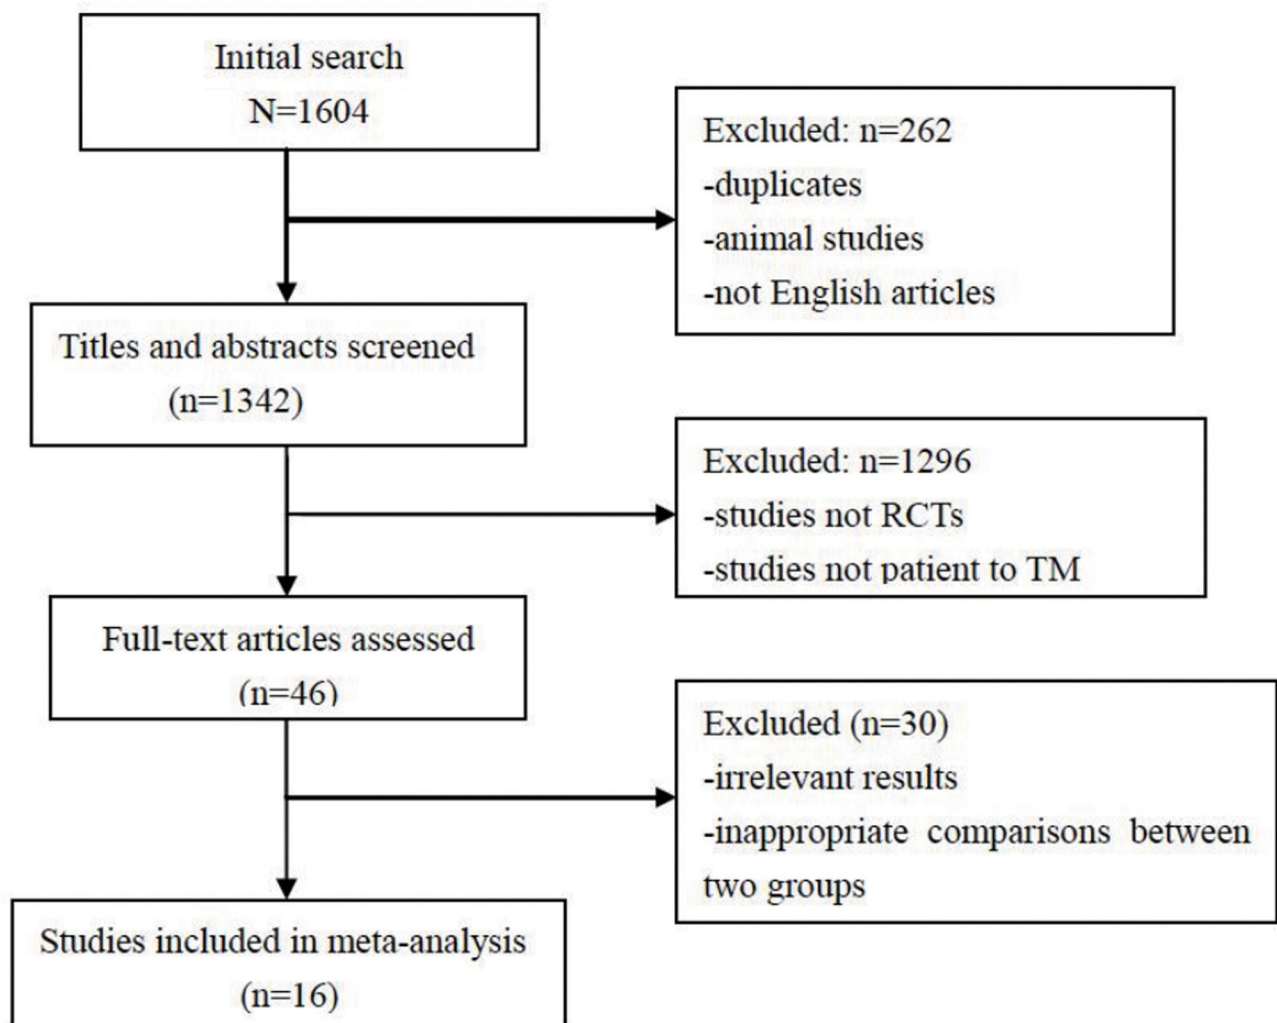 Initial search
N=1604
Excluded: n=262
-duplicates
-animal studies
-not English articles
Titles and abstracts screened
(n=1342)
Excluded: n=1296
-studies not RCTs
-studies not patient to TM
Full-text articles assessed
(n=46)
Excluded (n=30)
-irrelevant results
-inappropriate comparisons between
two groups
Studies included in meta-analysis
(n=16)